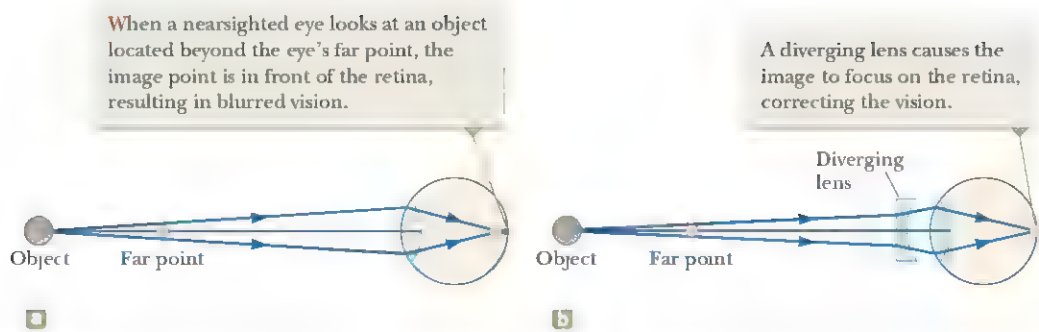 When a nearsighted eye looks at an object
located beyond the eye's far point, the
image point is in front of the retina,
resulting in blurred vision.
A diverging lens causes the
image to focus on the retina,
correcting the vision.
Diverging
lens
Object
Far point
Object
Far point
a
b